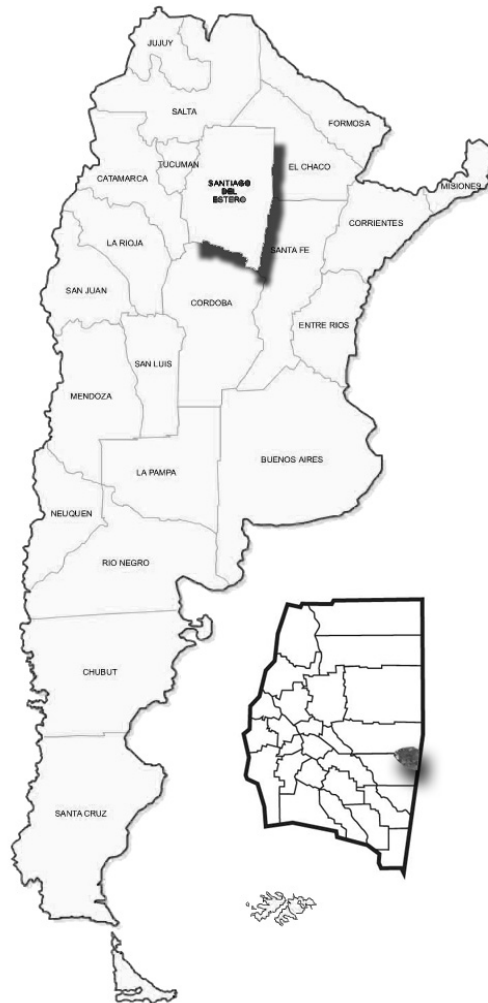 JUJUY
SALTA
FORMOSA
TUCUMAN
EL CHACO
CATAMARCA
SANTIAGO
DEL
ESTERO
MISIONES
CORRIENTES
LA RIOJA
SANTA FE
SAN JUAN
CORDOBA
ENTRE RIOS
SAN LUIS
MENDOZA
BUENOS AIRES
LA PAMPA
NEUQUEN
RIO NEGRO
CHUBUT
SANTA CRUZ